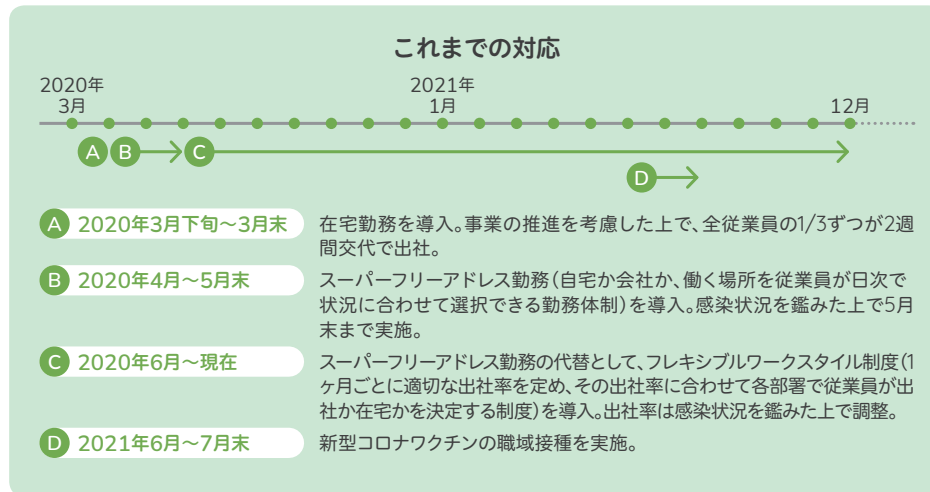 これまでの対応
2020年
3月
2021年
1月
12月
A B C
D
A 2020年3月下旬～3月末
在宅勤務を導入。事業の推進を考慮した上で、全従業員の1/3ずつが2週
間交代で出社。
B 2020年4月～5月末
スーパーフリーアドレス勤務（自宅か会社か、働く場所を従業員が日次で
状況に合わせて選択できる勤務体制）を導入。感染状況を鑑みた上で5月
末まで実施。
C 2020年6月～現在
スーパーフリーアドレス勤務の代替として、フレキシブルワークスタイル制度（1
ヶ月ごとに適切な出社率を定め、その出社率に合わせて各部署で従業員が出
社か在宅かを決定する制度）を導入。出社率は感染状況を鑑みた上で調整。
D 2021年6月～7月末
新型コロナワクチンの職域接種を実施。